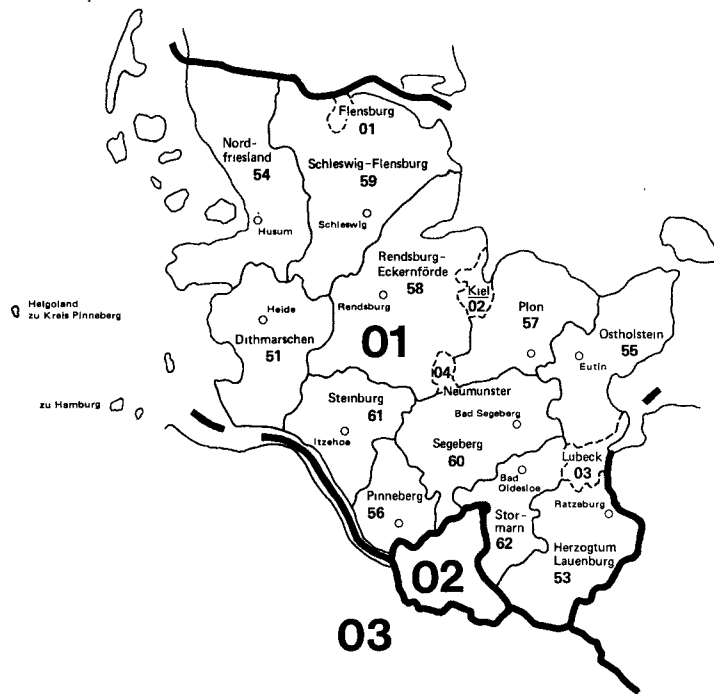 Flensburg
01
Nord-
friesland
54
Schleswig-Flensburg
59
Husum
Schleswig
Rendsburg-
Eckernförde
58
Kiel
02
Rendsburg
Plon
57
Ostholstein
55
Eutin
Helgoland
zu Kreis Pinneberg
Heide
Dithmarschen
51
01
04
Neumunster
zu Hamburg
Steinburg
61
Itzehoe
Bad Segeberg
Segeberg
60
Lubeck
03
Bad
Oldesloe
Pinneberg
56
Stor-
marn
62
Ratzeburg
Herzogtum
Lauenburg
53
02
03